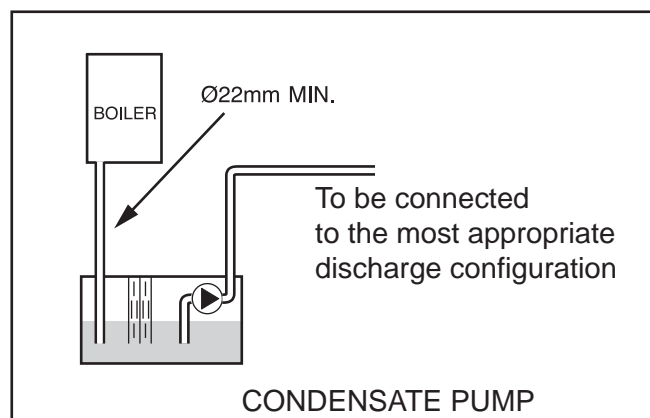 BOILER
Ø22mm MIN.
To be connected
to the most appropriate
discharge configuration
CONDENSATE PUMP